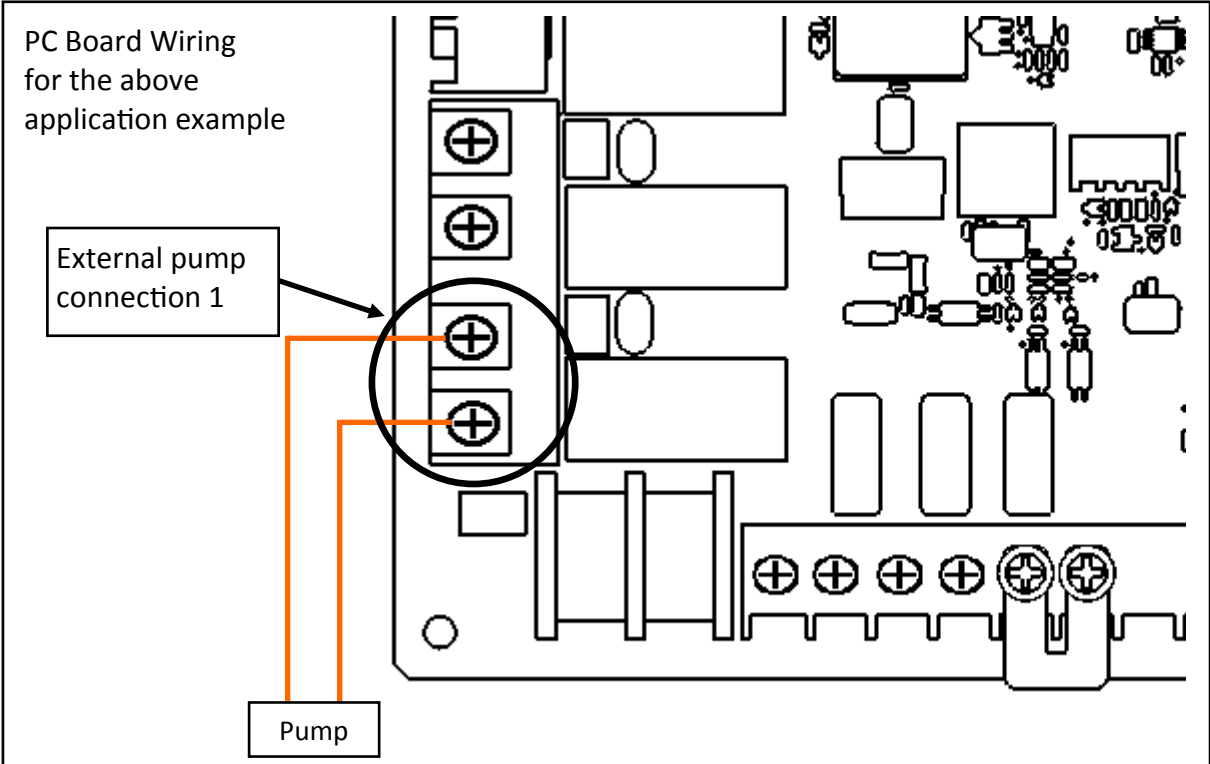 PC Board Wiring
for the above
application example
External pump
connection 1
Pump